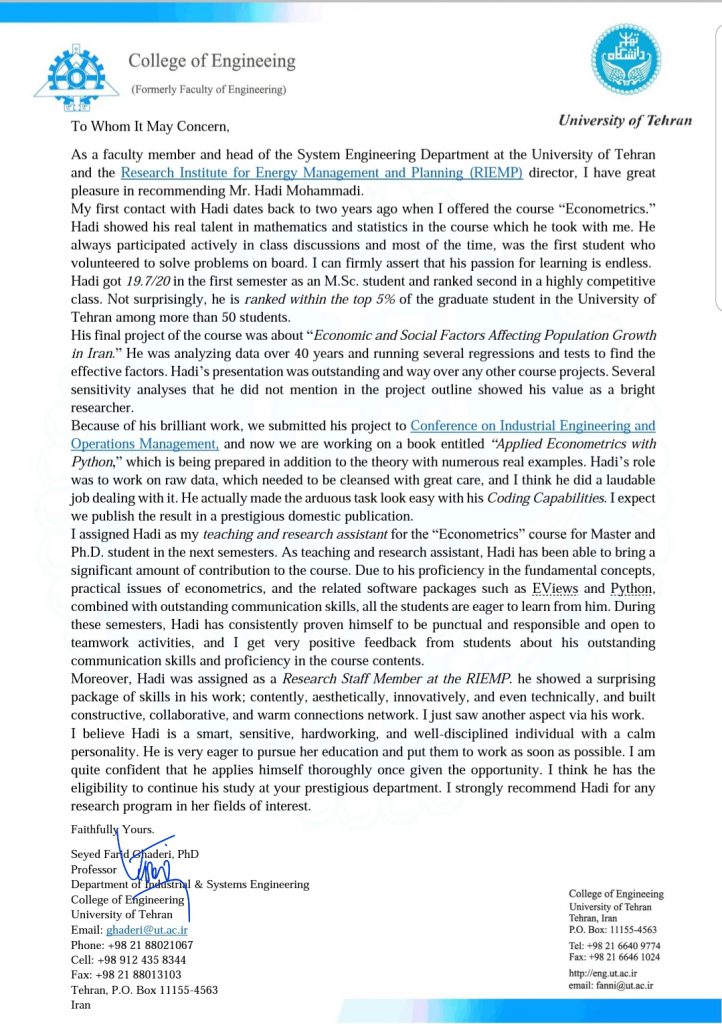 College of Engineeing
(Formerly Faculty of Engineering)
University of Tehran
To Whom It May Concern,
As a faculty member and head of the System Engineering Department at the University of Tehran
and the Research Institute for Energy Management and Planning (RIEMP) director, I have great
pleasure in recommending Mr. Hadi Mohammadi.
My first contact with Hadi dates back to two years ago when I offered the course “Econometrics.”
Hadi showed his real talent in mathematics and statistics in the course which he took with me. He
always participated actively in class discussions and most of the time, was the first student who
volunteered to solve problems on board. I can firmly assert that his passion for learning is endless.
Hadi got 19.7/20 in the first semester as an M.Sc. student and ranked second in a highly competitive
class. Not surprisingly, he is ranked within the top 5% of the graduate student in the University of
Tehran among more than 50 students.
His final project of the course was about “Economic and Social Factors Affecting Population Growth
in Iran.” He was analyzing data over 40 years and running several regressions and tests to find the
effective factors. Hadi’s presentation was outstanding and way over any other course projects. Several
sensitivity analyses that he did not mention in the project outline showed his value as a bright
researcher.
Because of his brilliant work, we submitted his project to Conference on Industrial Engineering and
Operations Management, and now we are working on a book entitled “Applied Econometrics with
Python,” which is being prepared in addition to the theory with numerous real examples. Hadi’s role
was to work on raw data, which needed to be cleansed with great care, and I think he did a laudable
job dealing with it. He actually made the arduous task look easy with his Coding Capabilities. I expect
we publish the result in a prestigious domestic publication.
I assigned Hadi as my teaching and research assistant for the “Econometrics” course for Master and
Ph.D. student in the next semesters. As teaching and research assistant, Hadi has been able to bring a
significant amount of contribution to the course. Due to his proficiency in the fundamental concepts,
practical issues of econometrics, and the related software packages such as EViews and Python,
combined with outstanding communication skills, all the students are eager to learn from him. During
these semesters, Hadi has consistently proven himself to be punctual and responsible and open to
teamwork activities, and I get very positive feedback from students about his outstanding
communication skills and proficiency in the course contents.
Moreover, Hadi was assigned as a Research Staff Member at the RIEMP. he showed a surprising
package of skills in his work; contently, aesthetically, innovatively, and even technically, and built
constructive, collaborative, and warm connections network. I just saw another aspect via his work.
I believe Hadi is a smart, sensitive, hardworking, and well-disciplined individual with a calm
personality. He is very eager to pursue her education and put them to work as soon as possible. I am
quite confident that he applies himself thoroughly once given the opportunity. I think he has the
eligibility to continue his study at your prestigious department. I strongly recommend Hadi for any
research program in her fields of interest.
Faithfully Yours.
Seyed Farid Ghaderi, PhD
Professor
Department of Industrial & Systems Engineering
College of Engineering
University of Tehran
Email: ghaderi@ut.ac.ir
Phone: +98 21 88021067
Cell: +98 912 435 8344
Fax: +98 21 88013103
Tehran, P.O. Box 11155-4563
Iran
College of Engineeing
University of Tehran
Tehran, Iran
P.O. Box: 11155-4563
Tel: +98 21 6640 9774
Fax: +98 21 6646 1024
http://eng.ut.ac.ir
email: fanni@ut.ac.ir